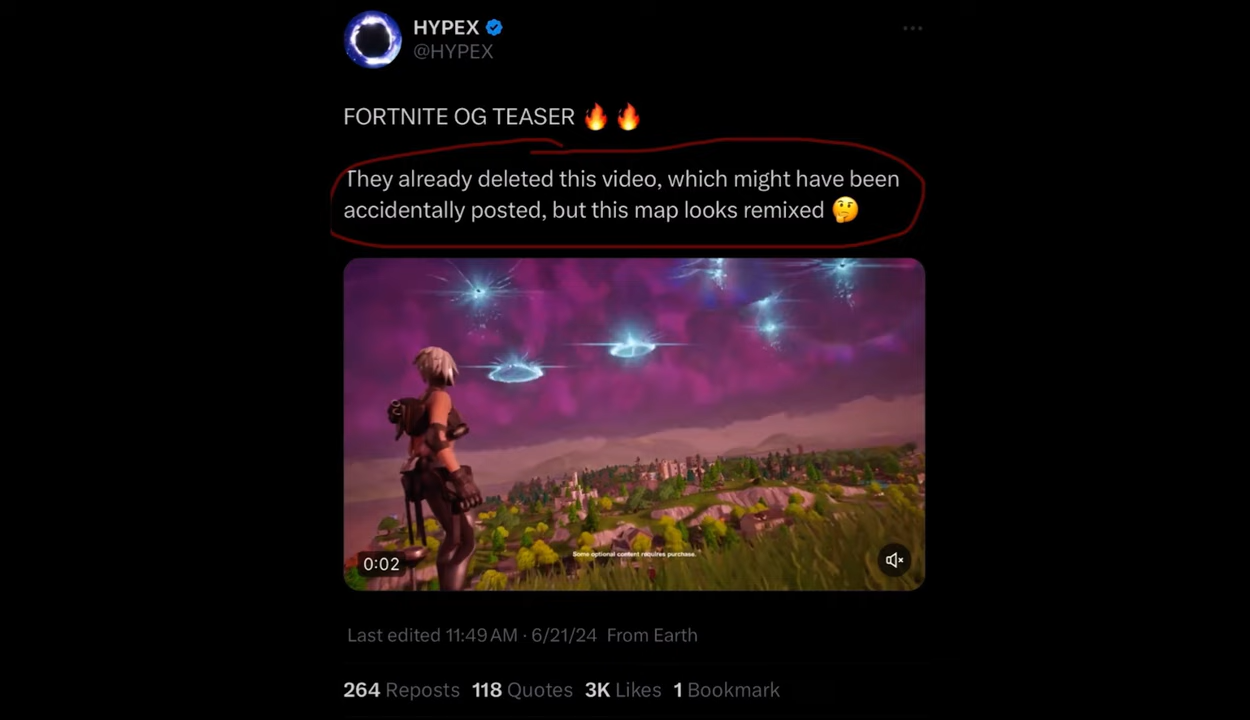 HYPEX
@HYPEX
FORTNITE OG TEASER 🔥🔥
They already deleted this video, which might have been
accidentally posted, but this map looks remixed 🤔
Some optional content requires purchase.
0:02
Last edited 11:49 AM · 6/21/24 From Earth
264 Reposts 118 Quotes 3K Likes 1 Bookmark